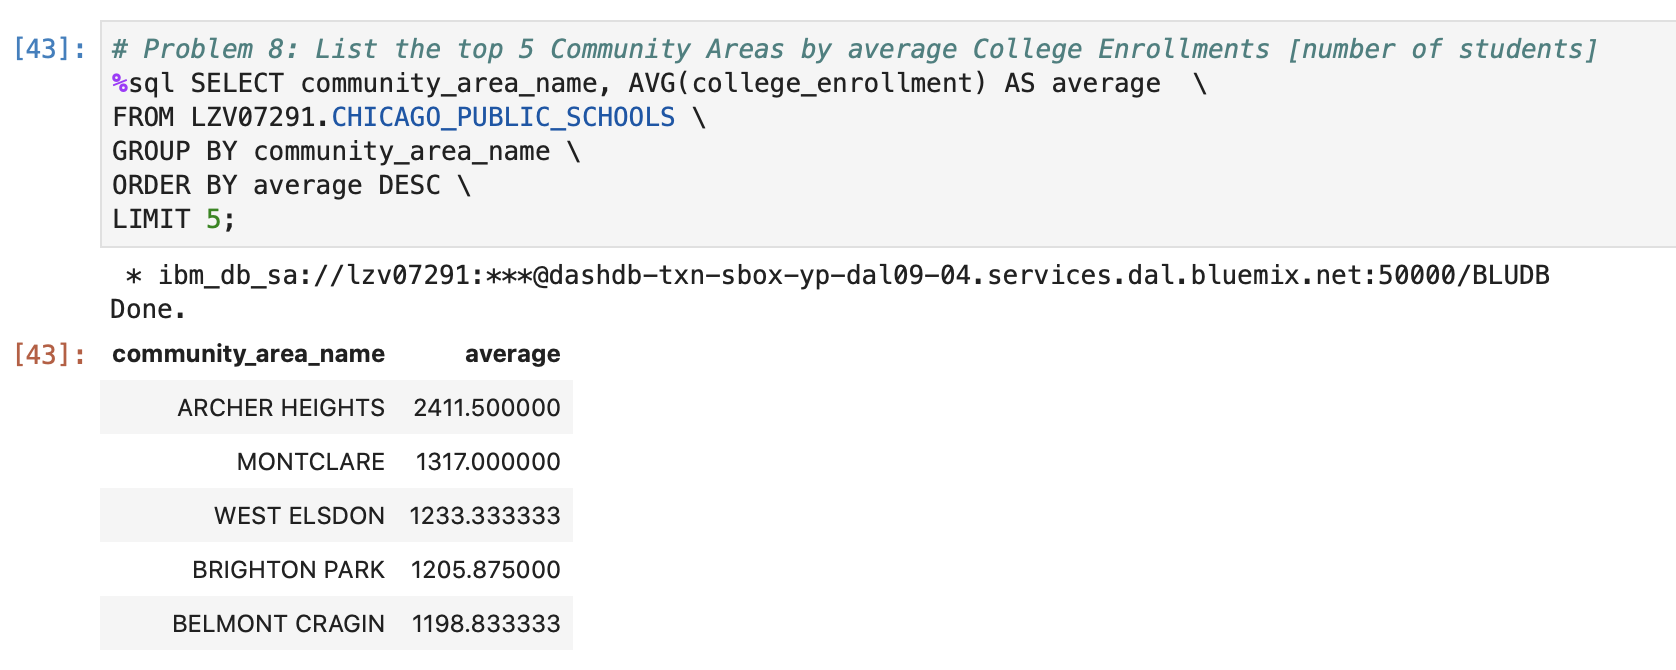 [43]: # Problem 8: List the top 5 Community Areas by average College Enrollments [number of students]
%sql SELECT community_area_name, AVG(college_enrollment) AS average  \
FROM LZV07291.CHICAGO_PUBLIC_SCHOOLS \
GROUP BY community_area_name \
ORDER BY average DESC \
LIMIT 5;
* ibm_db_sa://lzv07291:***@dashdb-txn-sbox-yp-dal09-04.services.dal.bluemix.net:50000/BLUDB
Done.
[43]: community_area_name average
ARCHER HEIGHTS 2411.500000
MONTCLARE 1317.000000
WEST ELSDON 1233.333333
BRIGHTON PARK 1205.875000
BELMONT CRAGIN 1198.833333